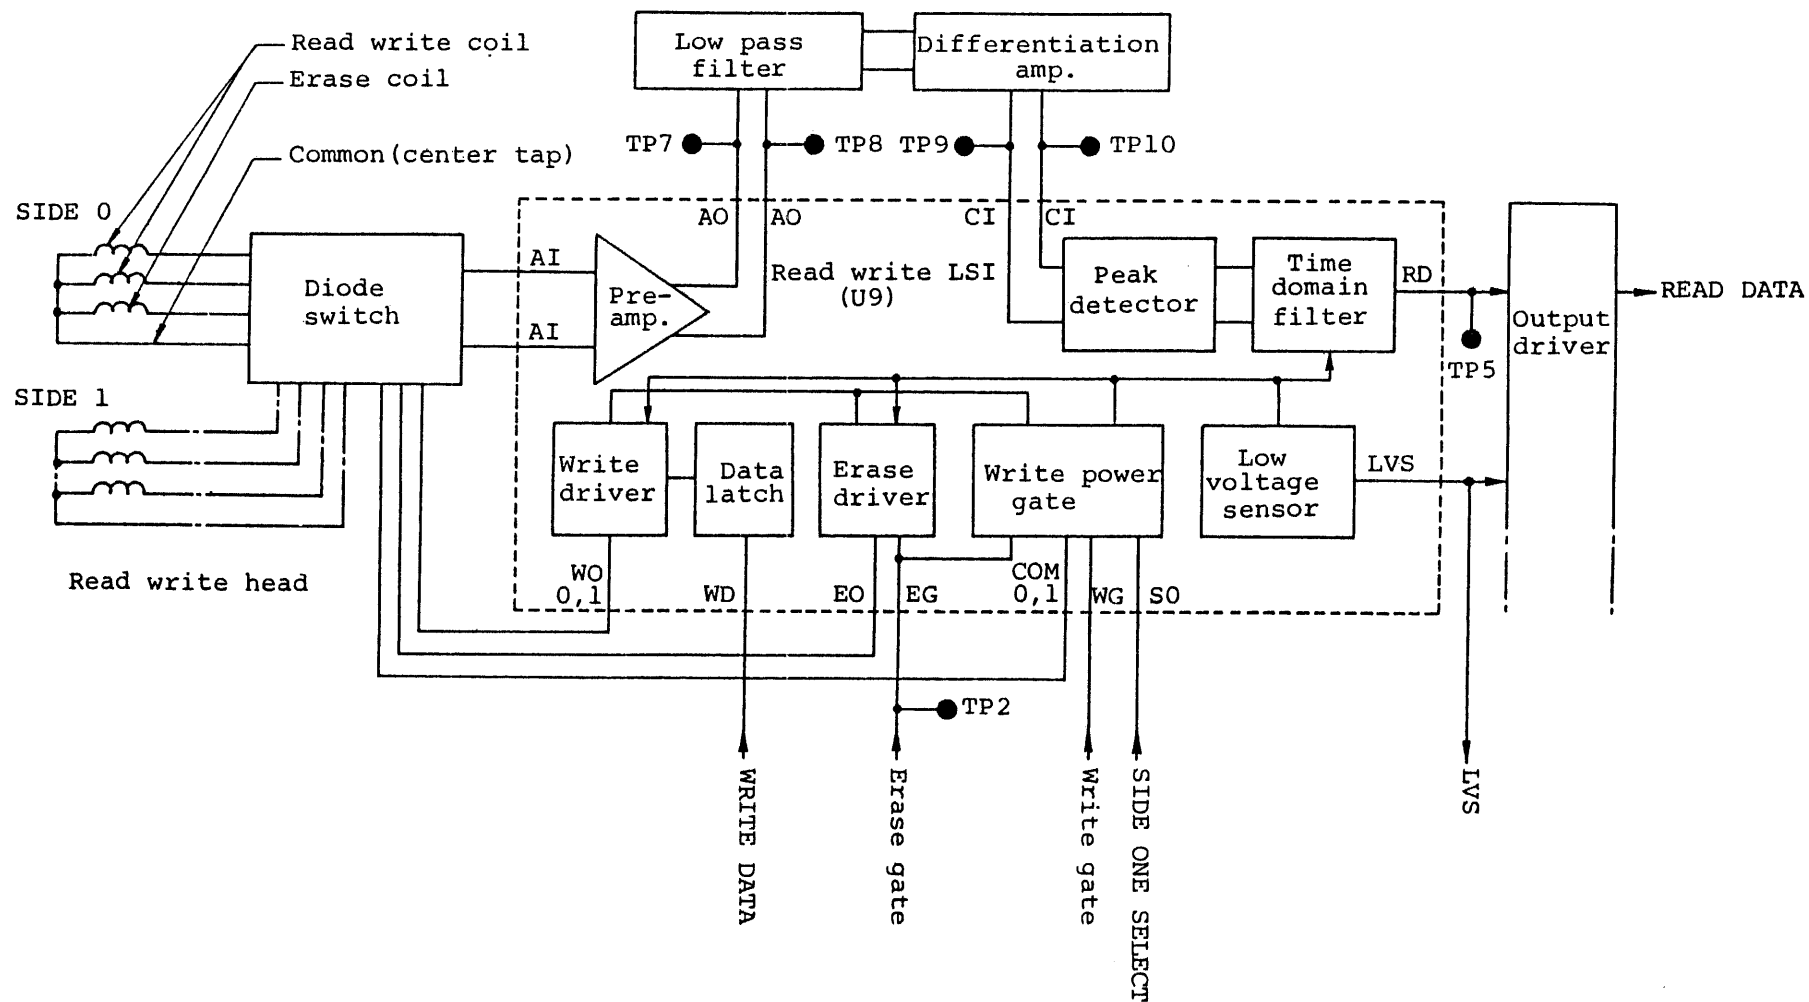 Read write coil
Erase coil
Common(center tap)
Low pass
filter
Differentiation
amp.
TP7
TP8
TP9
TP10
SIDE 0
AO
AO
CI
CI
Diode
switch
AI
AI
Pre-
amp.
Read write LSI
(U9)
Peak
detector
Time
domain
filter
RD
TP5
Output
driver
READ DATA
SIDE 1
Write
driver
Data
latch
Erase
driver
Write power
gate
Low
voltage
sensor
LVS
Read write head
WO
0,1
WD
EO
EG
COM
0,1
WG
SO
TP2
WRITE DATA
Erase gate
Write gate
SIDE ONE SELECT
LVS